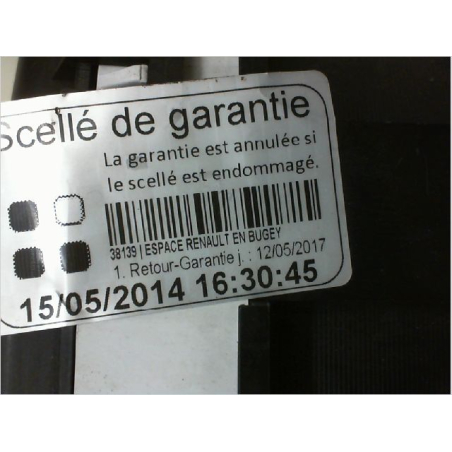 Scellé de garantie
La garantie est annulée si
le scellé est endommagé.
38139 | ESPACE RENAULT EN BUGEY
1. Retour-Garantie j. : 12/05/2017
15/05/2014 16:30:45